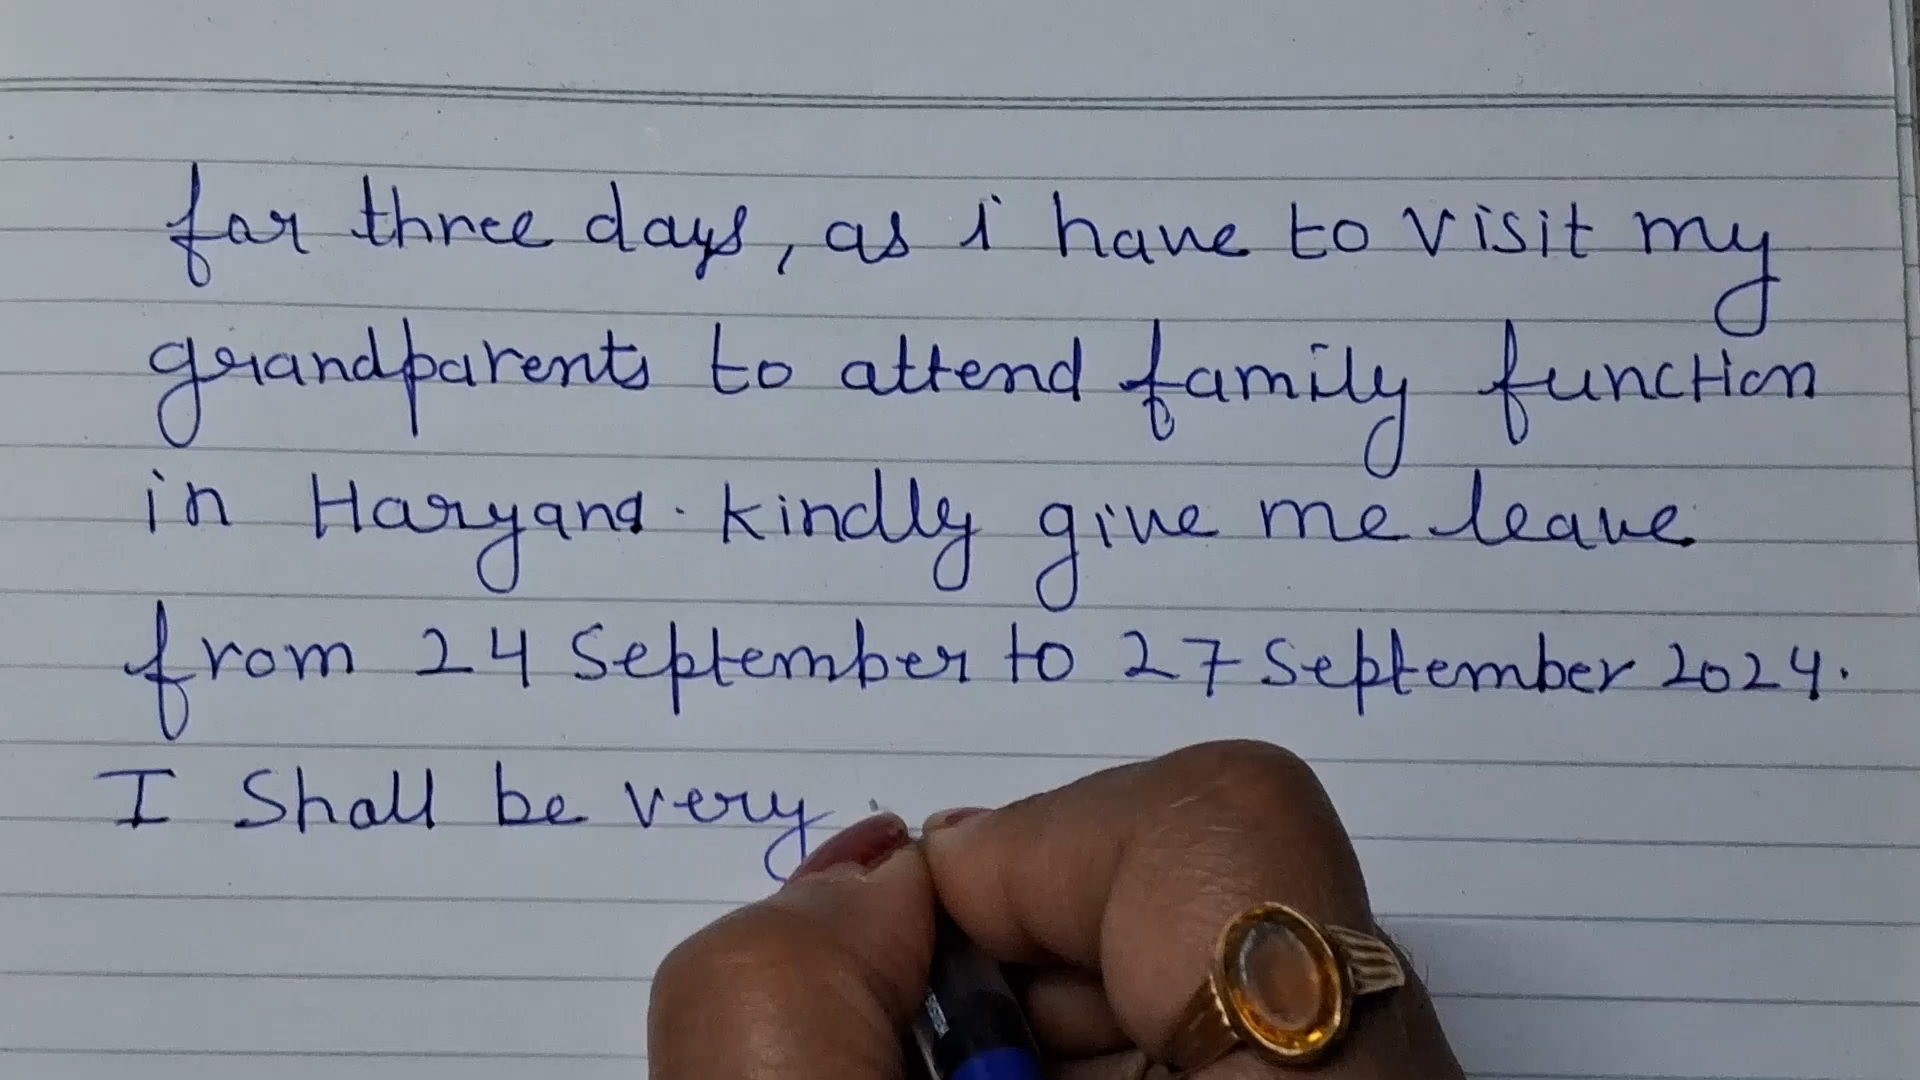 for three days, as i have to visit my
grandparents to attend family function
in Haryana. Kindly give me leave
from 24 September to 27 September 2024.
I shall be very